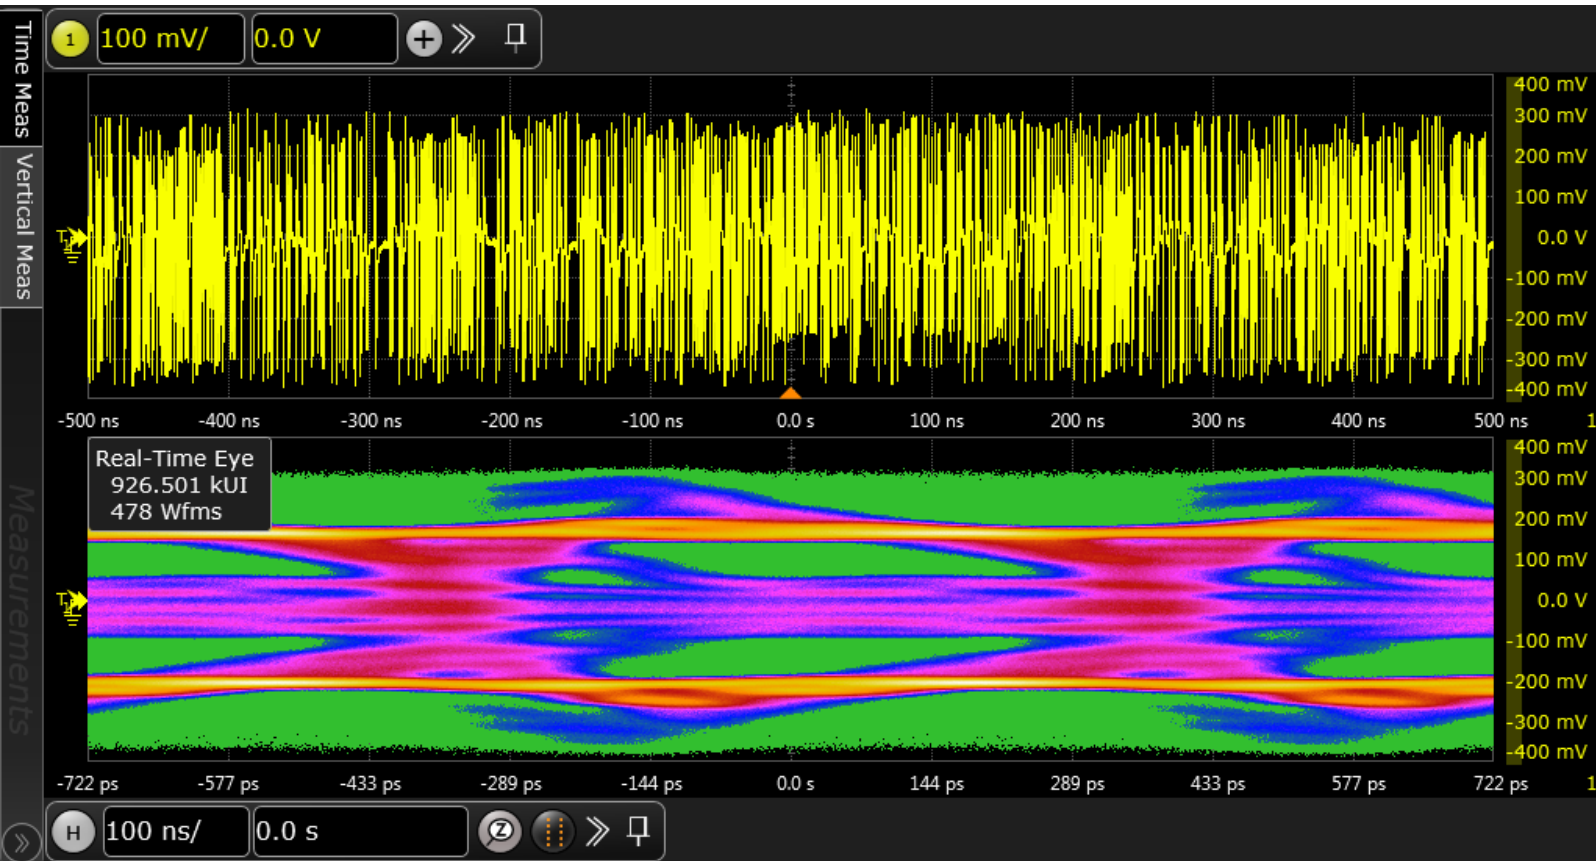 Time Meas
Vertical Meas
Measurements
1
100 mV/
0.0 V
400 mV
300 mV
200 mV
100 mV
0.0 V
-100 mV
-200 mV
-300 mV
-400 mV
T
-500 ns -400 ns -300 ns -200 ns -100 ns 0.0 s 100 ns 200 ns 300 ns 400 ns 500 ns 1
Real-Time Eye
926.501 kUI
478 Wfms
400 mV
300 mV
200 mV
100 mV
0.0 V
-100 mV
-200 mV
-300 mV
-400 mV
T
-722 ps -577 ps -433 ps -289 ps -144 ps 0.0 s 144 ps 289 ps 433 ps 577 ps 722 ps 1
H
100 ns/
0.0 s
Z